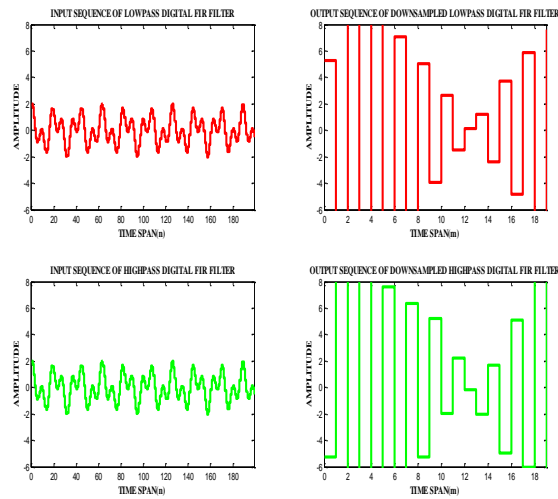 INPUT SEQUENCE OF LOWPASS DIGITAL FIR FILTER
8
6
4
2
0
-2
-4
-6
AMPLITUDE
0 20 40 60 80 100 120 140 160 180
TIME SPAN(n)
OUTPUT SEQUENCE OF DOWNSAMPLED LOWPASS DIGITAL FIR FILTER
8
6
4
2
0
-2
-4
-6
AMPLITUDE
0 2 4 6 8 10 12 14 16 18
TIME SPAN(m)
INPUT SEQUENCE OF HIGHPASS DIGITAL FIR FILTER
8
6
4
2
0
-2
-4
-6
AMPLITUDE
0 20 40 60 80 100 120 140 160 180
TIME SPAN(n)
OUTPUT SEQUENCE OF DOWNSAMPLED HIGHPASS DIGITAL FIR FILTER
8
6
4
2
0
-2
-4
-6
AMPLITUDE
0 2 4 6 8 10 12 14 16 18
TIME SPAN(m)